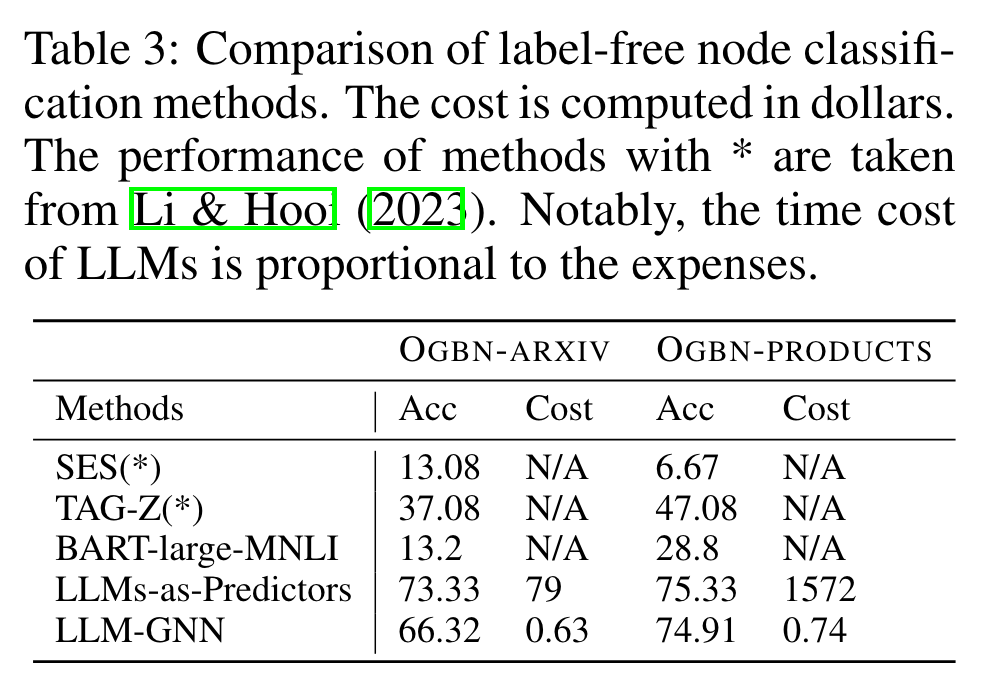 Table 3: Comparison of label-free node classifi-
cation methods. The cost is computed in dollars.
The performance of methods with * are taken
from Li & Hooi (2023). Notably, the time cost
of LLMs is proportional to the expenses.
OGBN-ARXIV OGBN-PRODUCTS
Methods Acc Cost Acc Cost
SES(*) 13.08 N/A 6.67 N/A
TAG-Z(*) 37.08 N/A 47.08 N/A
BART-large-MNLI 13.2 N/A 28.8 N/A
LLMs-as-Predictors 73.33 79 75.33 1572
LLM-GNN 66.32 0.63 74.91 0.74